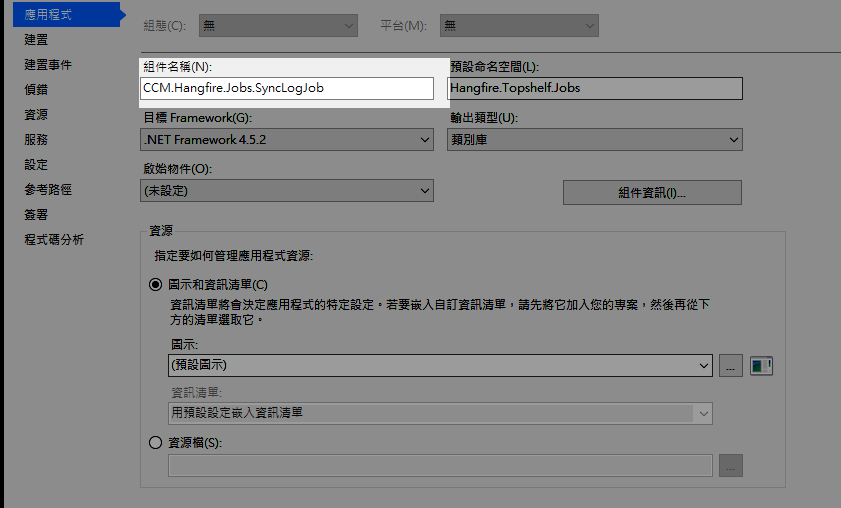 應用程式
組態(C):
無
平台(M):
無
建置
建置事件
偵錯
資源
服務
設定
參考路徑
簽署
程式碼分析
組件名稱(N):
預設命名空間(L):
CCM.Hangfire.Jobs.SyncLogJob
Hangfire.Topshelf.Jobs
目標 Framework(G):
輸出類型(U):
.NET Framework 4.5.2
類別庫
啟始物件(O):
(未設定)
組件資訊(I)...
資源
指定要如何管理應用程式資源:
圖示和資訊清單(C)
資訊清單將會決定應用程式的特定設定。若要嵌入自訂資訊清單，請先將它加入您的專案，然後再從下
方的清單選取它。
圖示:
(預設圖示)
...
資訊清單:
用預設設定嵌入資訊清單
資源檔(S):
...